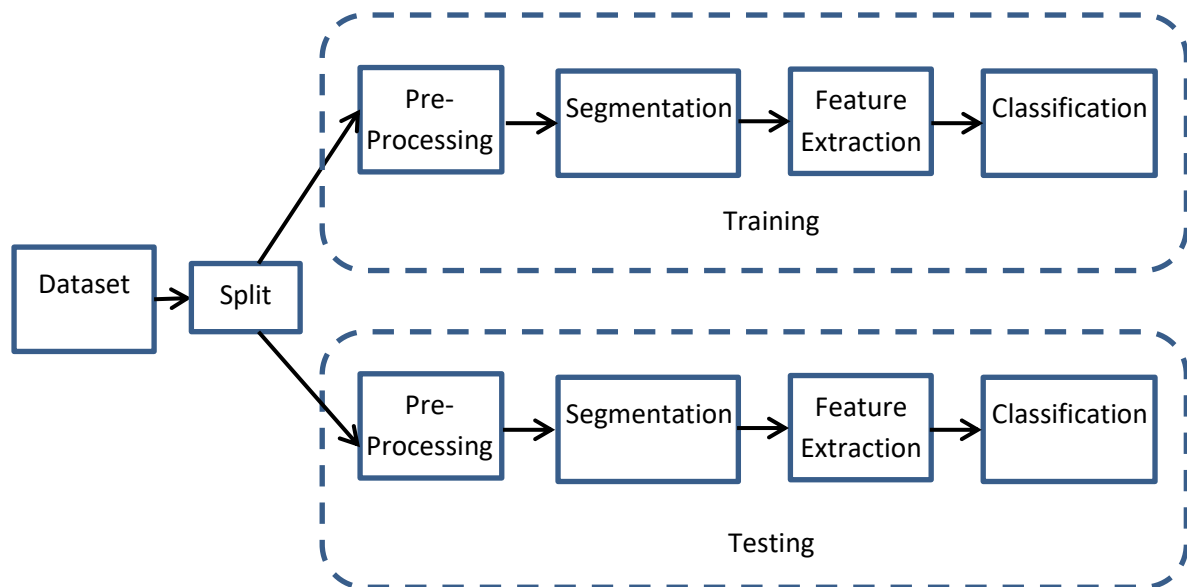 Pre-
Processing
Segmentation
Feature
Extraction
Classification
Training
Dataset
Split
Pre-
Processing
Segmentation
Feature
Extraction
Classification
Testing